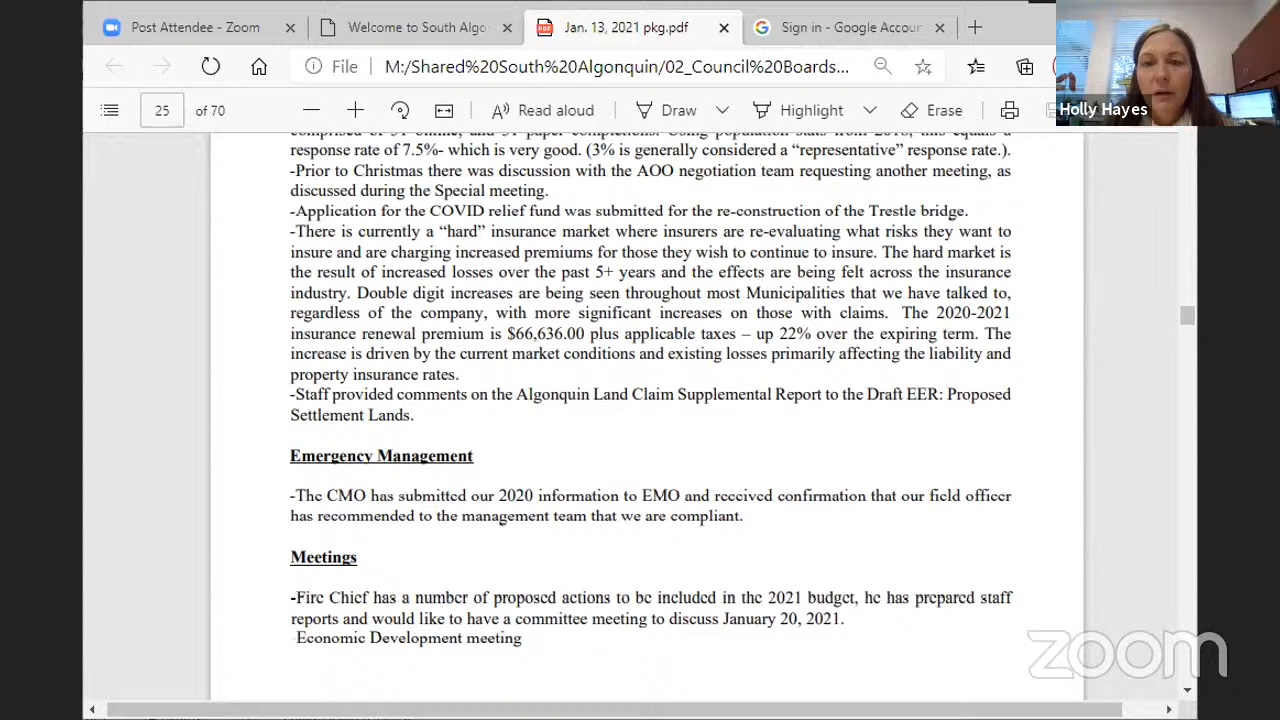 Post Attendee - Zoom
Welcome to South Algo
Jan. 13, 2021 pkg.pdf
Sign in - Google Accour
File
M:/Shared%20South%20Algonquin/02_Council%20Boards...
25 of 70
Read aloud
Draw
Highlight
Erase
Holly Hayes
response rate of 7.5%- which is very good. (3% is generally considered a “representative” response rate.).
-Prior to Christmas there was discussion with the AOO negotiation team requesting another meeting, as
discussed during the Special meeting.
-Application for the COVID relief fund was submitted for the re-construction of the Trestle bridge.
-There is currently a “hard” insurance market where insurers are re-evaluating what risks they want to
insure and are charging increased premiums for those they wish to continue to insure. The hard market is
the result of increased losses over the past 5+ years and the effects are being felt across the insurance
industry. Double digit increases are being seen throughout most Municipalities that we have talked to,
regardless of the company, with more significant increases on those with claims. The 2020-2021
insurance renewal premium is $66,636.00 plus applicable taxes – up 22% over the expiring term. The
increase is driven by the current market conditions and existing losses primarily affecting the liability and
property insurance rates.
-Staff provided comments on the Algonquin Land Claim Supplemental Report to the Draft EER: Proposed
Settlement Lands.
Emergency Management
-The CMO has submitted our 2020 information to EMO and received confirmation that our field officer
has recommended to the management team that we are compliant.
Meetings
-Fire Chief has a number of proposed actions to be included in the 2021 budget, he has prepared staff
reports and would like to have a committee meeting to discuss January 20, 2021.
-Economic Development meeting
zoom